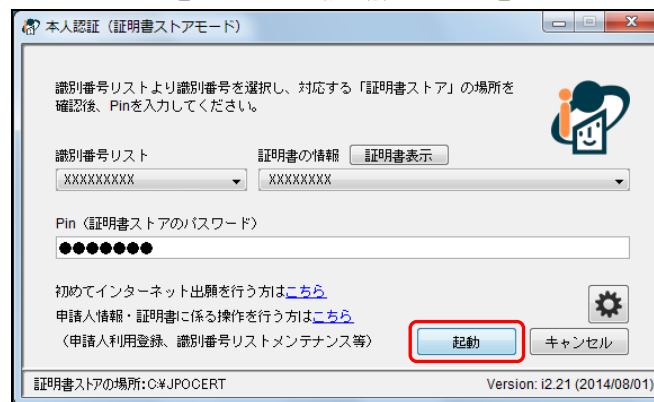 本人認証（証明書ストアモード）
識別番号リストより識別番号を選択し、対応する「証明書ストア」の場所を
確認後、Pinを入力してください。
識別番号リスト 証明書の情報 証明書表示
XXXXXXXXX XXXXXXXX
Pin（証明書ストアのパスワード）
●●●●●●●
初めてインターネット出願を行う方はこちら
申請人情報・証明書に係る操作を行う方はこちら
（申請人利用登録、識別番号リストメンテナンス等） 起動 キャンセル
証明書ストアの場所:C:¥JPOCERT Version: i2.21 (2014/08/01)